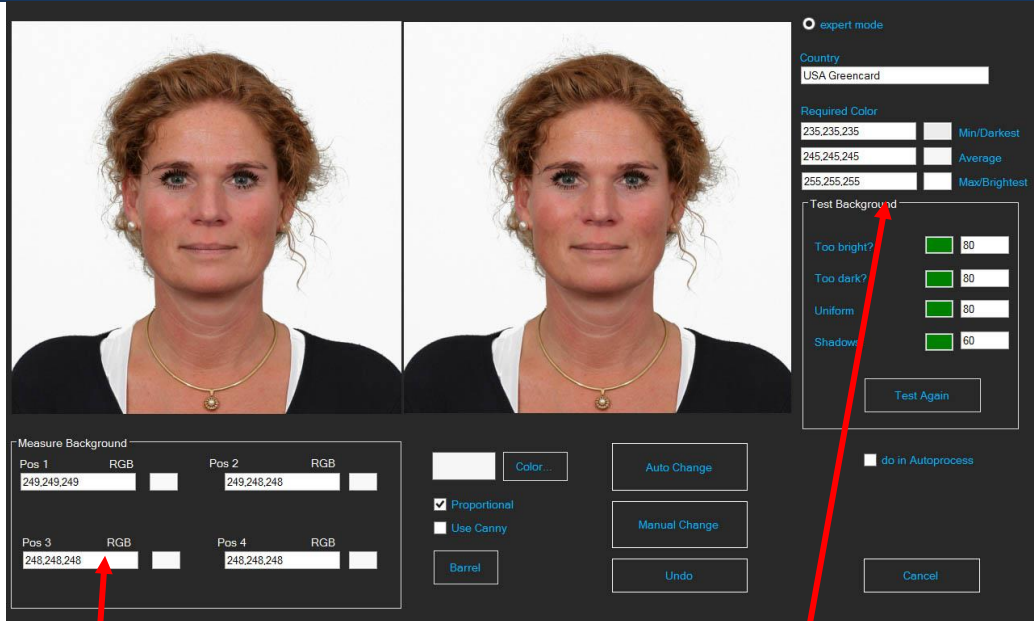 expert mode
Country
USA Greencard
Required Color
235,235,235 Min/Darkest
245,245,245 Average
255,255,255 Max/Brightest
Test Background
Too bright? 80
Too dark? 80
Uniform 80
Shadows 60
Test Again
Measure Background
Pos 1 RGB Pos 2 RGB
249,249,249 249,248,248
Pos 3 RGB Pos 4 RGB
248,248,248 248,248,248
Color...
Proportional
Use Canny
Barrel
Auto Change
Manual Change
Undo
do in Autoprocess
Cancel